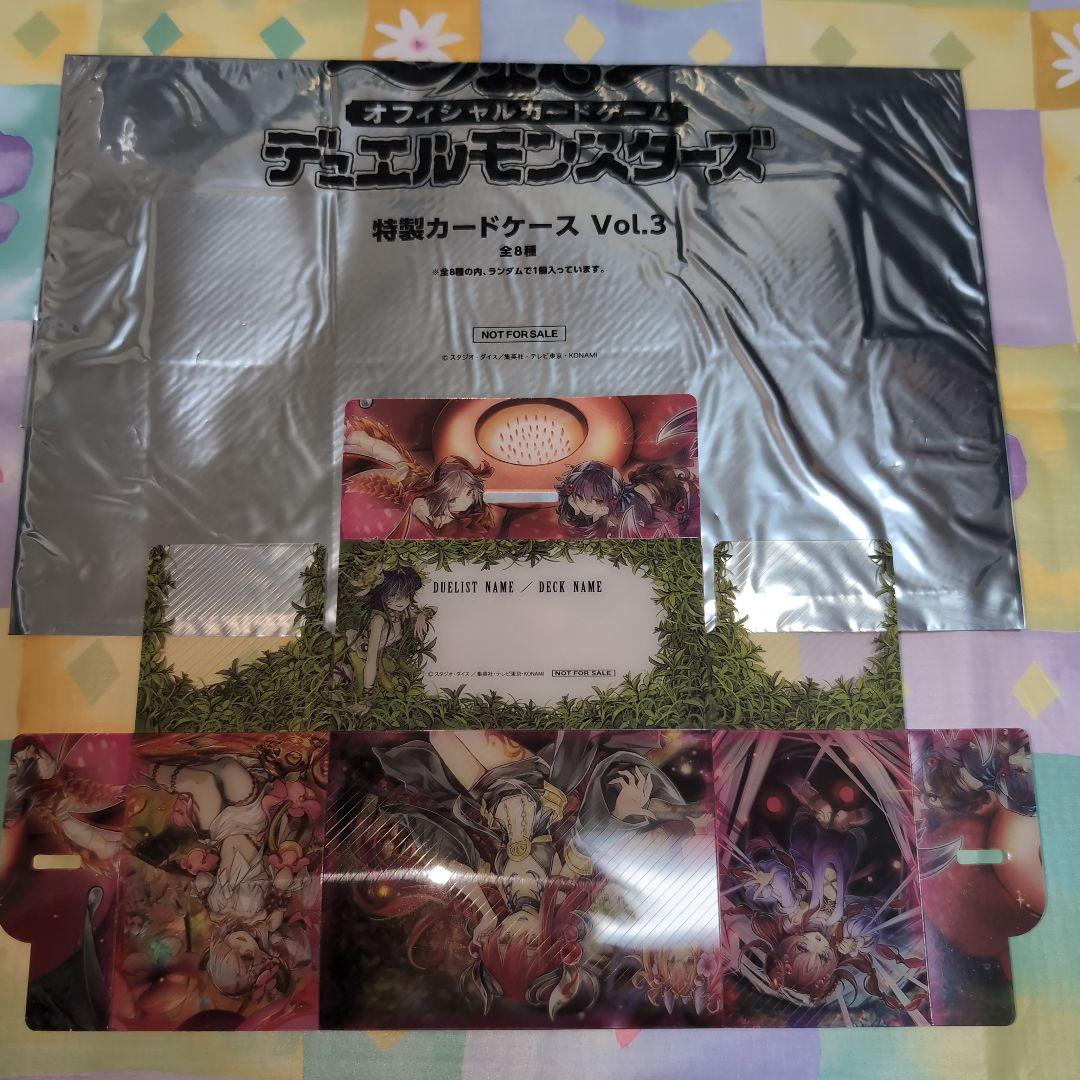 オフィシャルカードゲーム
デュエルモンスターズ
特製カードケース Vol.3
全8種
※全8種の内、ランダムで1個入っています。
NOT FOR SALE
©スタジオ・ダイス／集英社・テレビ東京・KONAMI
DUELIST NAME ／ DECK NAME
©スタジオ・ダイス／集英社・テレビ東京・KONAMI NOT FOR SALE